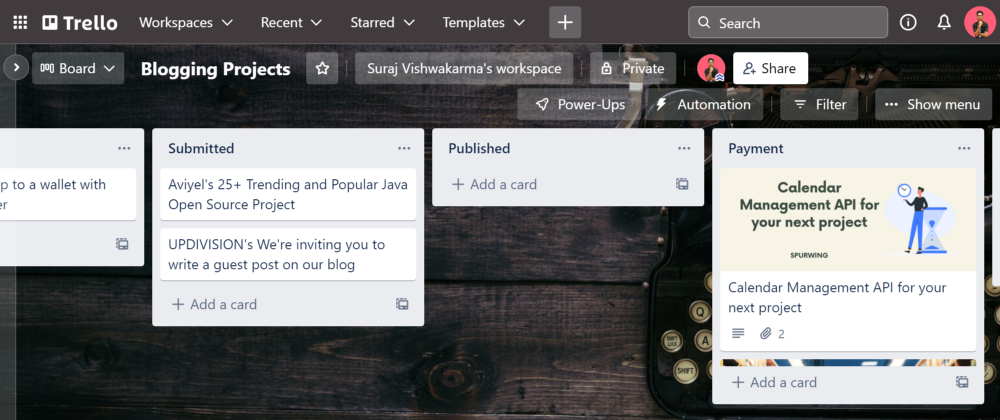 Trello
Workspaces
Recent
Starred
Templates
Search
Board
Blogging Projects
Suraj Vishwakarma's workspace
Private
Share
Power-Ups
Automation
Filter
Show menu
to a wallet with
Submitted
Aviyel's 25+ Trending and Popular Java
Open Source Project
UPDIVISION's We're inviting you to
write a guest post on our blog
Add a card
Published
Add a card
Payment
Calendar
Management API for
your next project
SPURWING
Calendar Management API for your
next project
2
Add a card
Q
A
SHIFT
LOCK
SHIFT